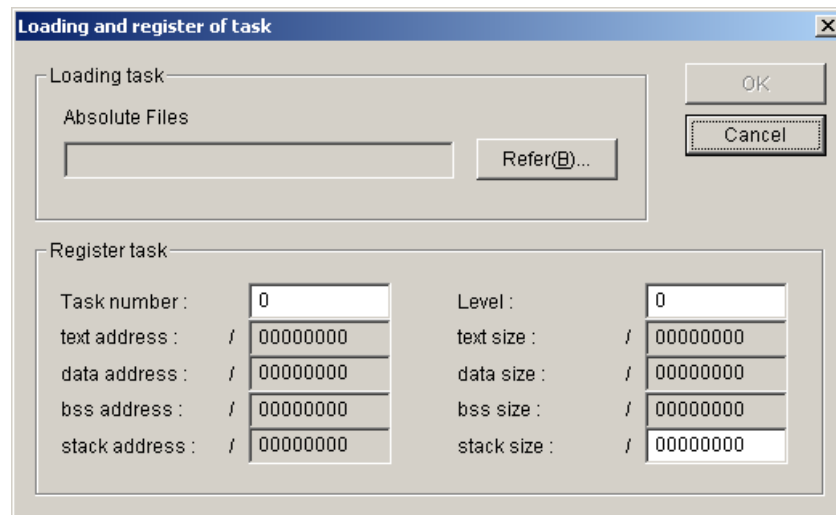 Loading and register of task
Loading task
OK
Absolute Files
Cancel
Refer(B)...
Register task
Task number : 0 Level : 0
text address : / 00000000 text size : / 00000000
data address : / 00000000 data size : / 00000000
bss address : / 00000000 bss size : / 00000000
stack address : / 00000000 stack size : / 00000000